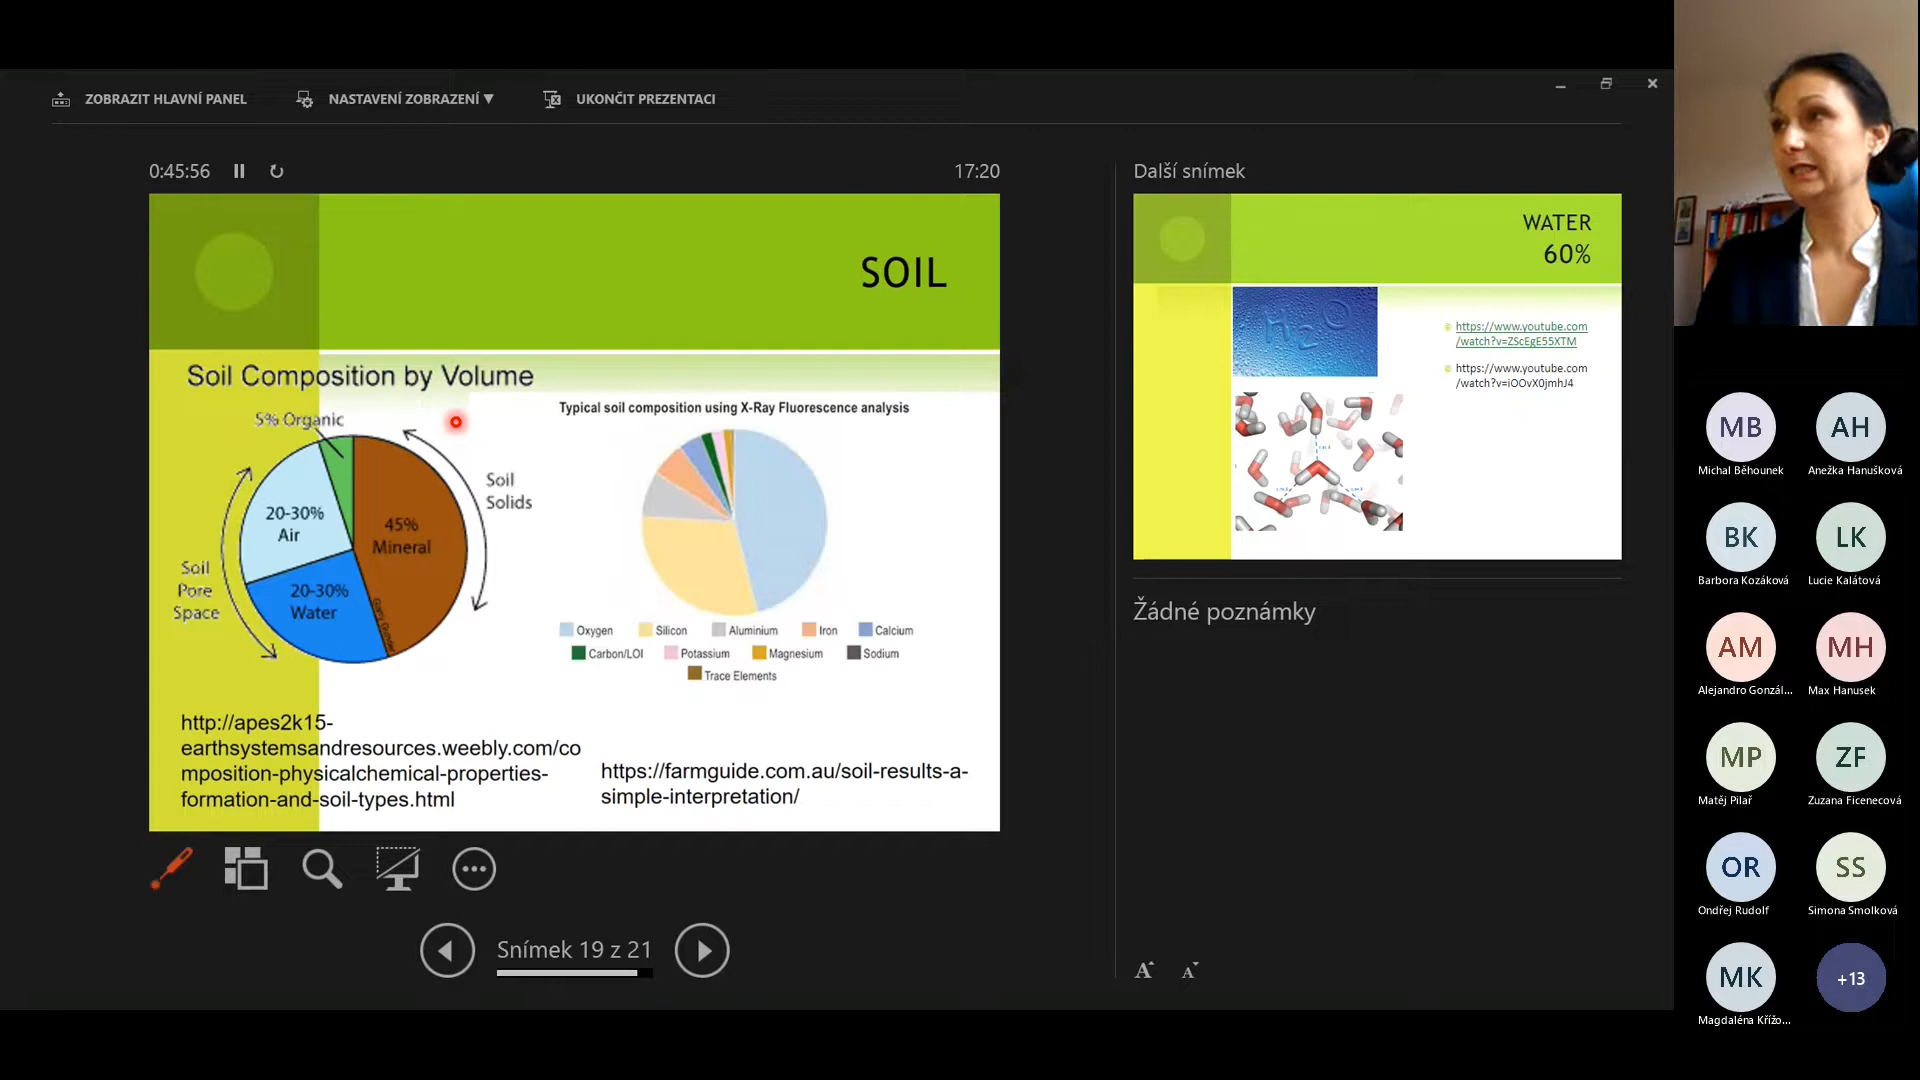 ZOBRAZIT HLAVNÍ PANEL
NASTAVENÍ ZOBRAZENÍ ▼
UKONČIT PREZENTACI
0:45:56
17:20
SOIL
Soil Composition by Volume
5% Organic
Soil
Solids
20-30%
Air
45%
Mineral
Soil
Pore
Space
20-30%
Water
Typical soil composition using X-Ray Fluorescence analysis
Oxygen Silicon Aluminium Iron Calcium
Carbon/LOI Potassium Magnesium Sodium
Trace Elements
http://apes2k15-
earthsystemsandresources.weebly.com/co
mposition-physicalchemical-properties-
formation-and-soil-types.html
https://farmguide.com.au/soil-results-a-
simple-interpretation/
Snímek 19 z 21
Další snímek
WATER
60%
H2O
https://www.youtube.com
/watch?v=ZScEgE55XTM
https://www.youtube.com
/watch?v=iOOvX0jmhJ4
Žádné poznámky
A A
MB
Michal Běhounek
AH
Anežka Hanušková
BK
Barbora Kozáková
LK
Lucie Kalátová
AM
Alejandro Gonzál...
MH
Max Hanusek
MP
Matěj Pilař
ZF
Zuzana Ficenecová
OR
Ondřej Rudolf
SS
Simona Smolková
MK
Magdaléna Křížo...
+13